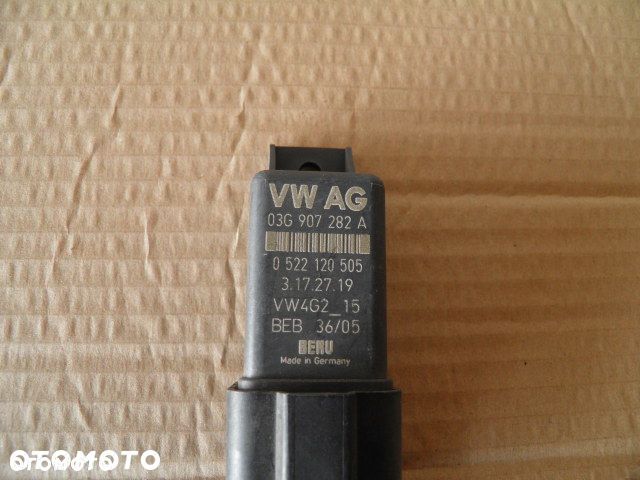 VW AG
03G 907 282 A
0 522 120 505
3.17.27.19
VW4G2_15
BEB 36/05
BERU
Made in Germany
OTOMOTO
OTOMOTO